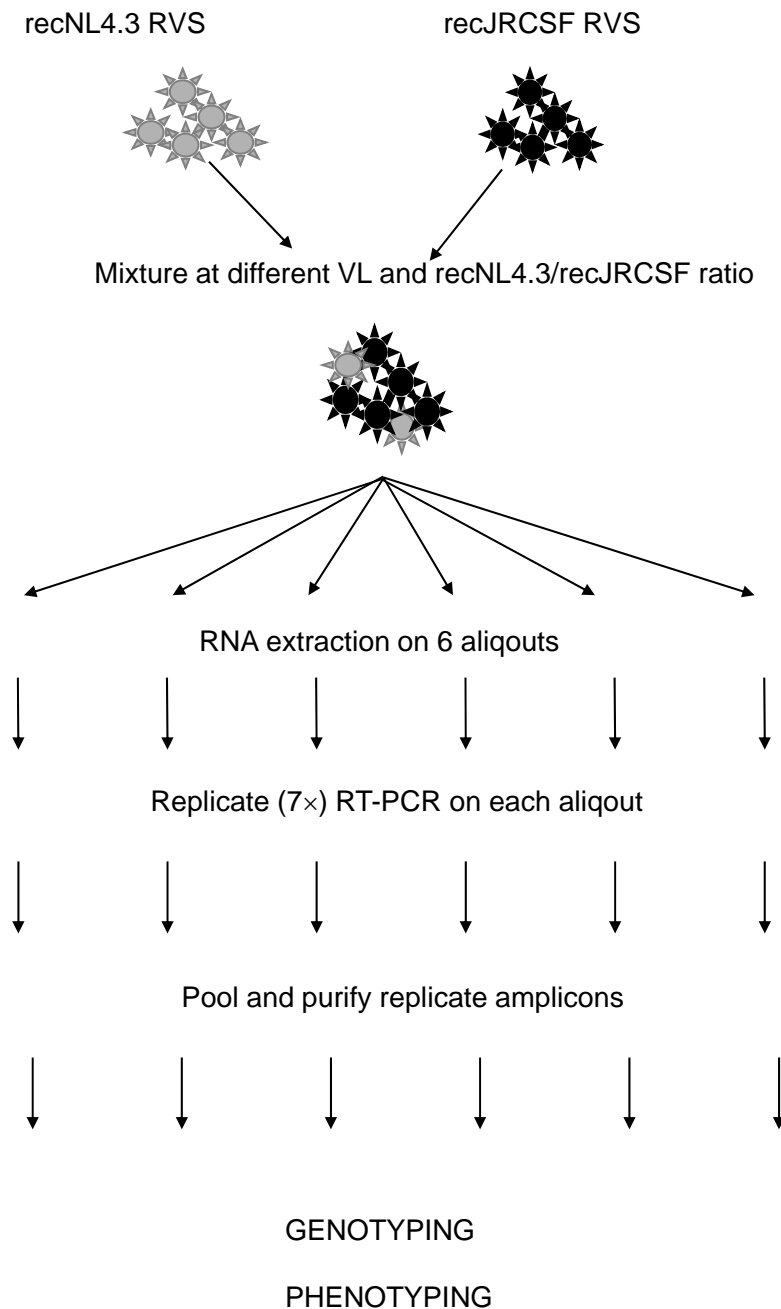 recNL4.3 RVS
recJRCSF RVS
Mixture at different VL and recNL4.3/recJRCSF ratio
RNA extraction on 6 aliqouts
Replicate (7×) RT-PCR on each aliqout
Pool and purify replicate amplicons
GENOTYPING
PHENOTYPING